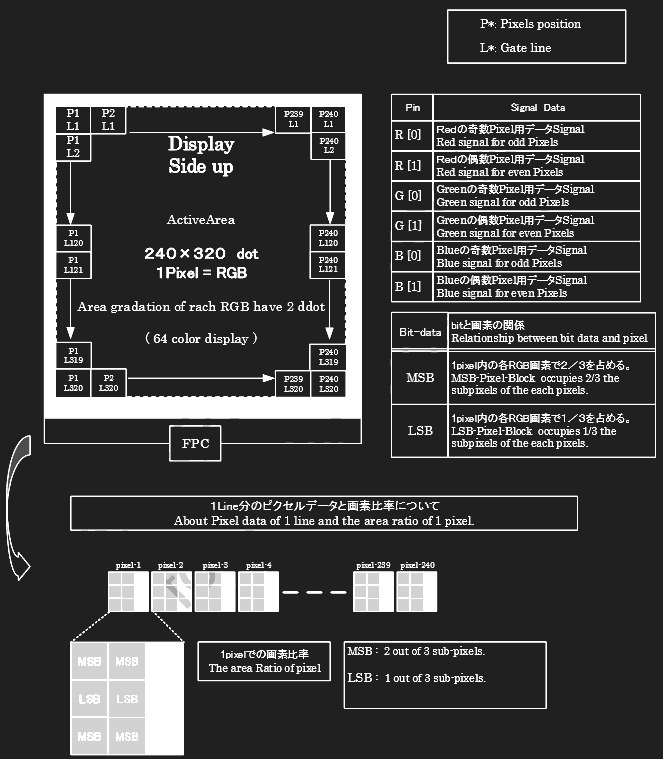 P*: Pixels position
L*: Gate line
P1 L1
P2 L1
P239 L1
P240 L1
P1 L2
P240 L2
Display
Side up
ActiveArea
P1 L120
P240 L120
240×320 dot
P1 L121
P240 L121
1Pixel = RGB
Area gradation of rach RGB have 2 ddot
( 64 color display )
P1 L319
P240 L319
P1 L320
P2 L320
P239 L320
P240 L320
FPC
Pin Signal Data
R [0] Redの奇数Pixel用データSignal
Red signal for odd Pixels
R [1] Redの偶数Pixel用データSignal
Red signal for even Pixels
G [0] Greenの奇数Pixel用データSignal
Green signal for odd Pixels
G [1] Greenの偶数Pixel用データSignal
Green signal for even Pixels
B [0] Blueの奇数Pixel用データSignal
Blue signal for odd Pixels
B [1] Blueの偶数Pixel用データSignal
Blue signal for even Pixels
Bit-data bitと画素の関係
Relationship between bit data and pixel
MSB 1pixel内の各RGB画素で2/3を占める。
MSB-Pixel-Block occupies 2/3 the
subpixels of the each pixels.
LSB 1pixel内の各RGB画素で1/3を占める。
LSB-Pixel-Block occupies 1/3 the
subpixels of the each pixels.
1Line分のピクセルデータと画素比率について
About Pixel data of 1 line and the area ratio of 1 pixel.
pixel-1 pixel-2 pixel-3 pixel-4 pixel-239 pixel-240
MSB MSB
LSB LSB
MSB MSB
1pixelでの画素比率
The area Ratio of pixel
MSB : 2 out of 3 sub-pixels.
LSB : 1 out of 3 sub-pixels.